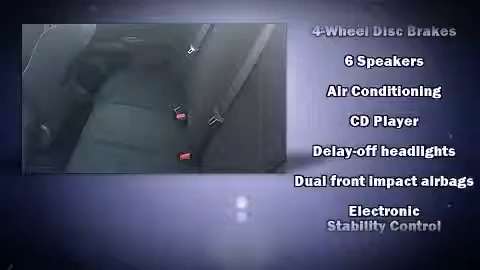 4-Wheel Disc Brakes
6 Speakers
Air Conditioning
CD Player
Delay-off headlights
Dual front impact airbags
Electronic
Stability Control